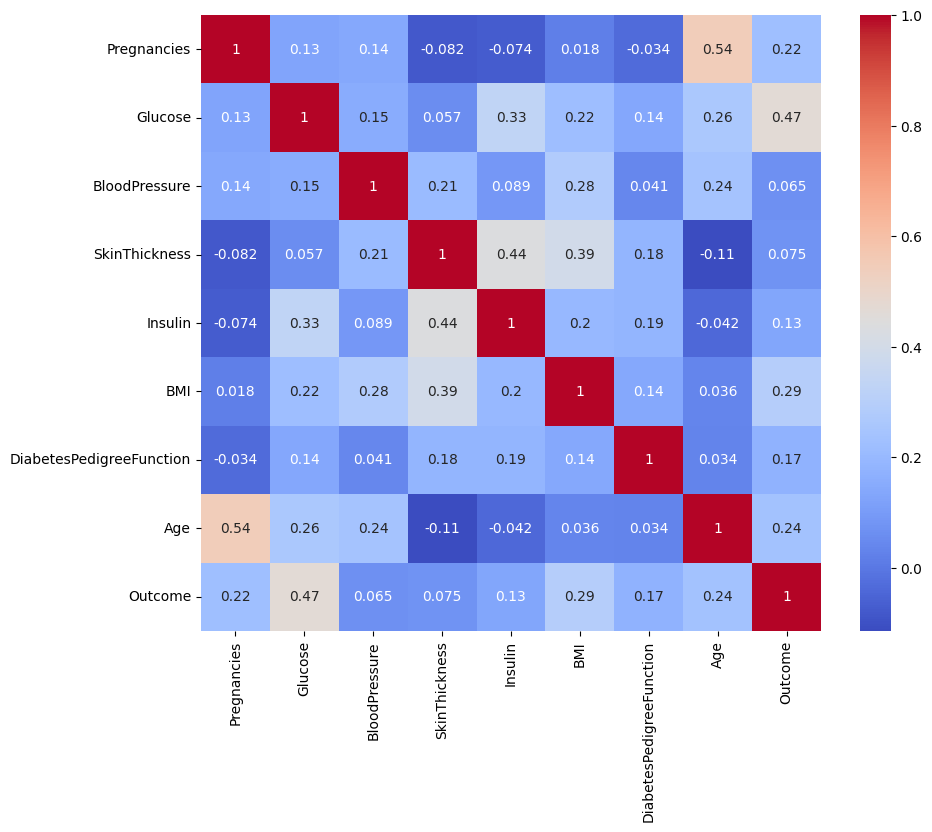 Pregnancies 1 0.13 0.14 -0.082 -0.074 0.018 -0.034 0.54 0.22
Glucose 0.13 1 0.15 0.057 0.33 0.22 0.14 0.26 0.47
BloodPressure 0.14 0.15 1 0.21 0.089 0.28 0.041 0.24 0.065
SkinThickness -0.082 0.057 0.21 1 0.44 0.39 0.18 -0.11 0.075
Insulin -0.074 0.33 0.089 0.44 1 0.2 0.19 -0.042 0.13
BMI 0.018 0.22 0.28 0.39 0.2 1 0.14 0.036 0.29
DiabetesPedigreeFunction -0.034 0.14 0.041 0.18 0.19 0.14 1 0.034 0.17
Age 0.54 0.26 0.24 -0.11 -0.042 0.036 0.034 1 0.24
Outcome 0.22 0.47 0.065 0.075 0.13 0.29 0.17 0.24 1
Pregnancies
Glucose
BloodPressure
SkinThickness
Insulin
BMI
DiabetesPedigreeFunction
Age
Outcome
1.0
0.8
0.6
0.4
0.2
0.0